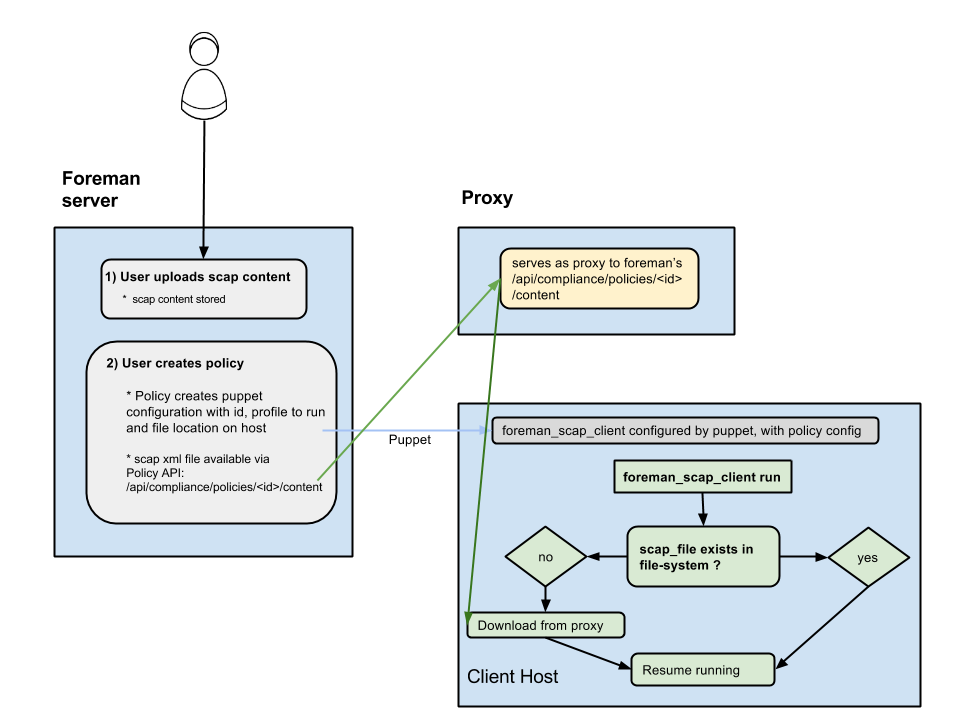 Foreman
server
1) User uploads scap content
* scap content stored
2) User creates policy
* Policy creates puppet
configuration with id, profile to run
and file location on host
* scap xml file available via
Policy API:
/api/compliance/policies/<id>/content
Puppet
Proxy
serves as proxy to foreman's
/api/compliance/policies/<id>
/content
foreman_scap_client configured by puppet, with policy config
foreman_scap_client run
scap_file exists in
file-system ?
no
yes
Download from proxy
Resume running
Client Host